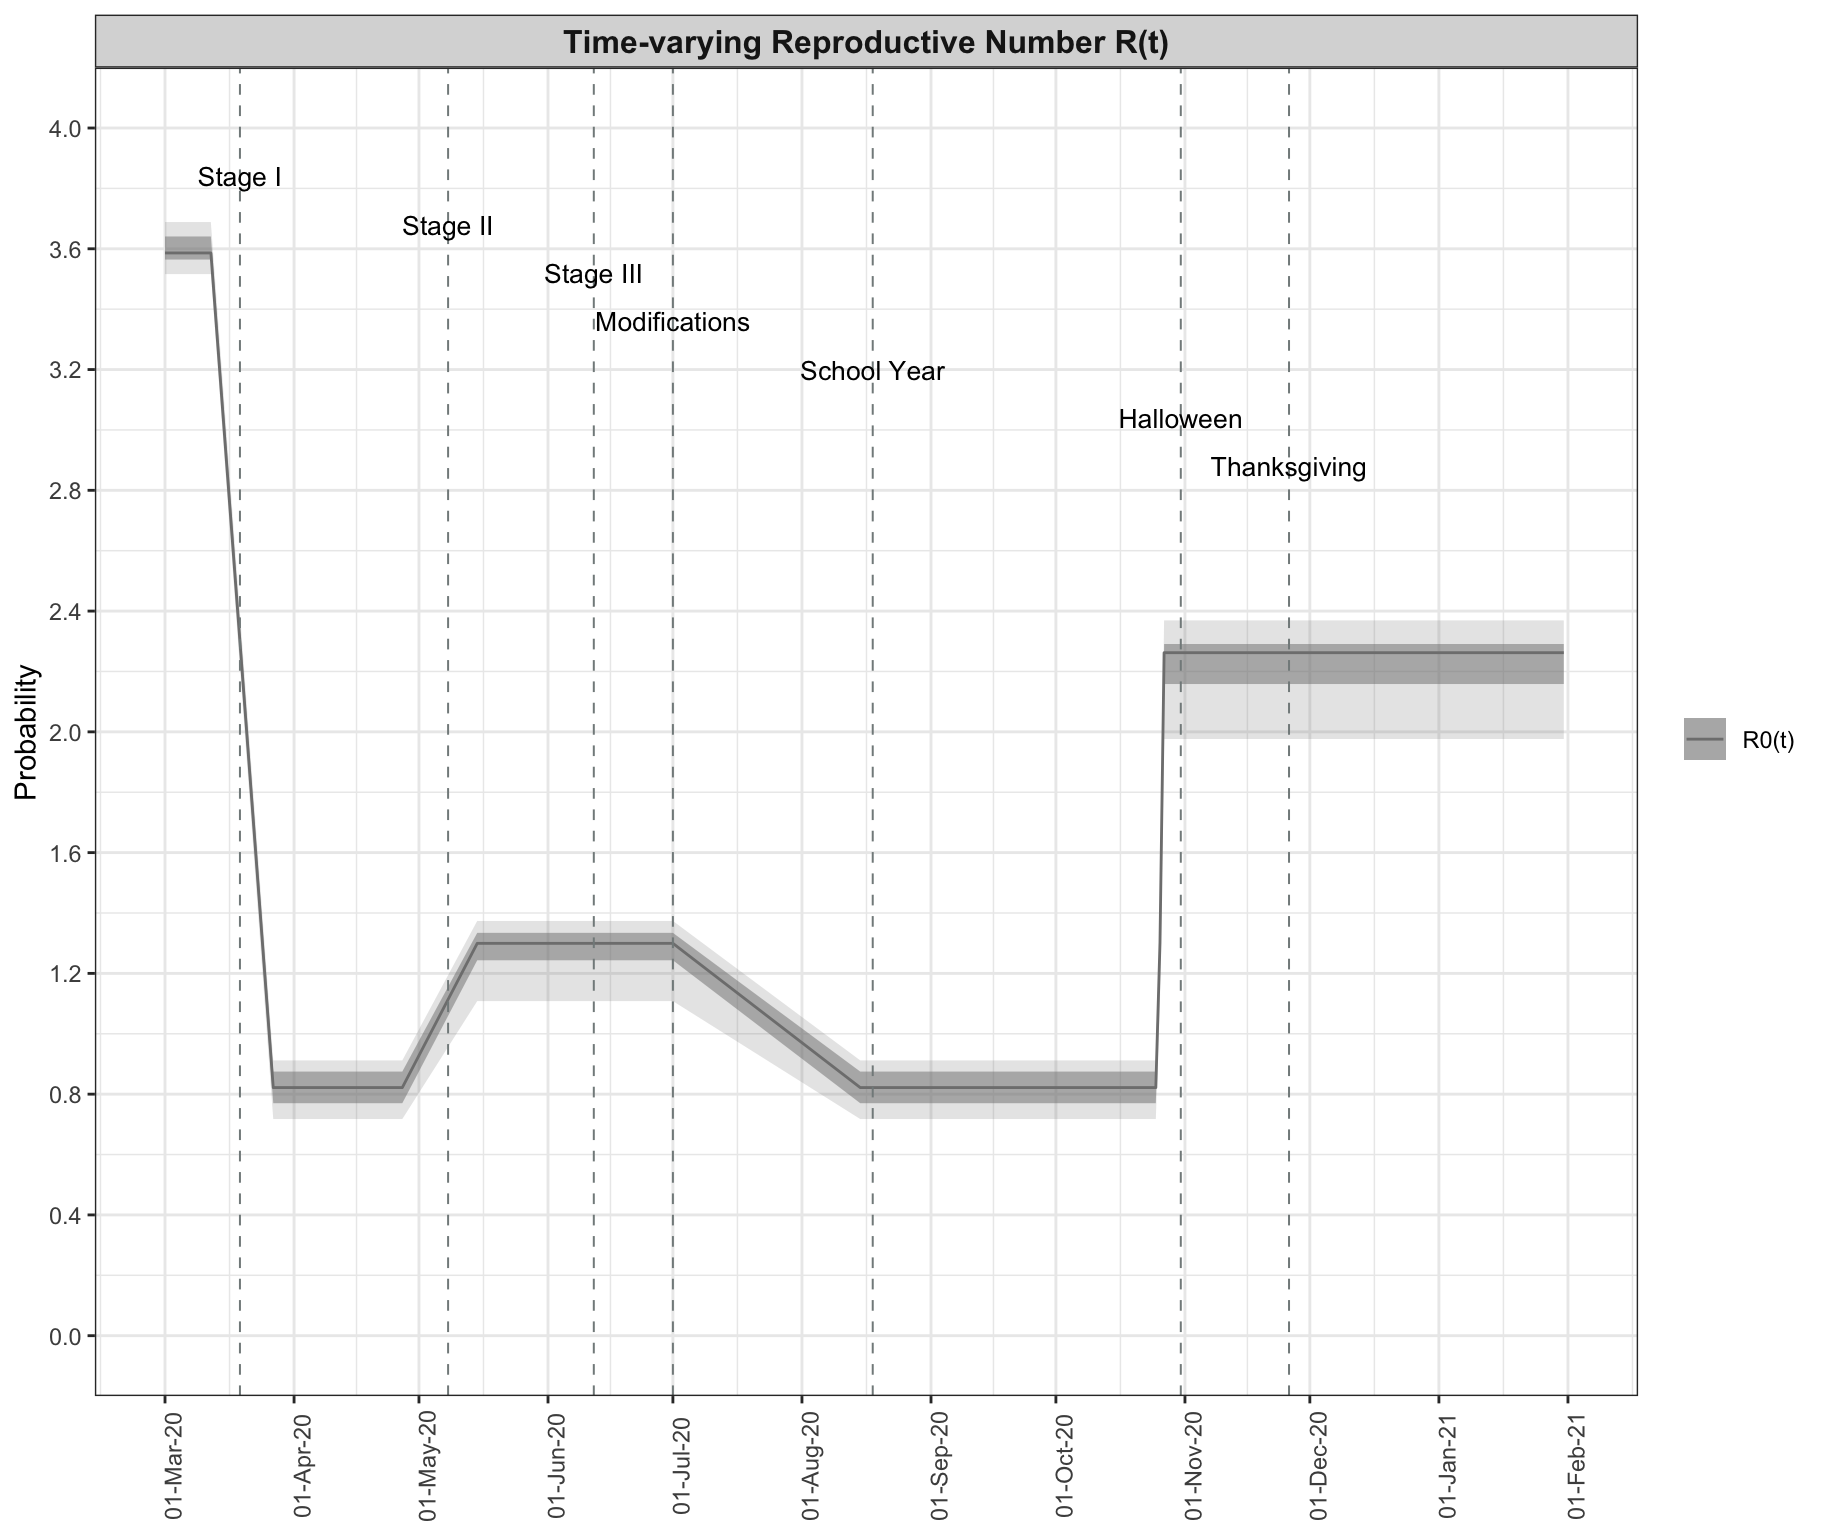 Time-varying Reproductive Number R(t)
4.0
Stage I
Stage II
3.6
Stage III
Modifications
3.2
School Year
Halloween
Thanksgiving
2.8
2.4
Probability
2.0
R0(t)
1.6
1.2
0.8
0.4
0.0
01-Mar-20
01-Apr-20
01-May-20
01-Jun-20
01-Jul-20
01-Aug-20
01-Sep-20
01-Oct-20
01-Nov-20
01-Dec-20
01-Jan-21
01-Feb-21